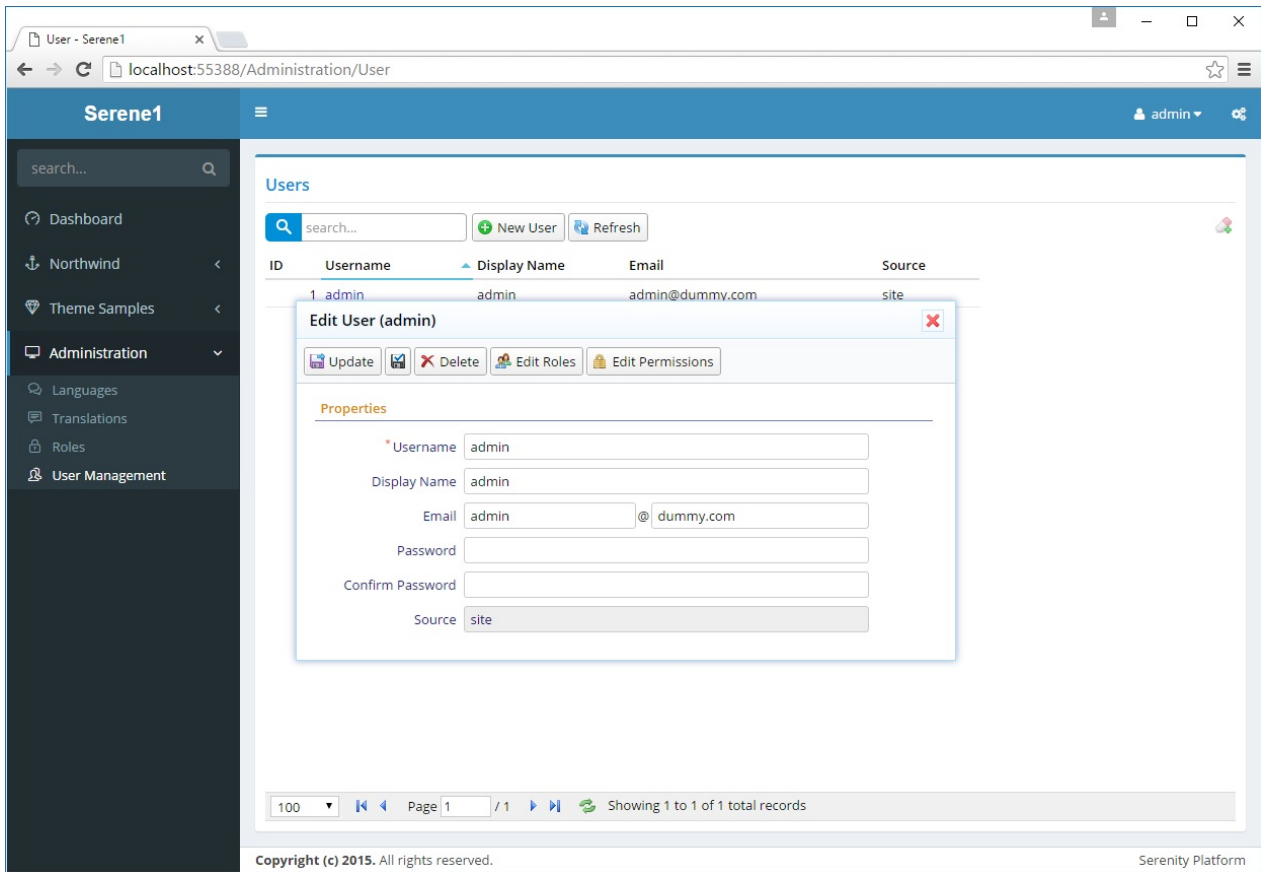 User - Serene1
localhost:55388/Administration/User
Serene1
admin
search...
Dashboard
Northwind
Theme Samples
Administration
Languages
Translations
Roles
User Management
Users
search...
New User
Refresh
ID Username Display Name Email Source
1 admin admin admin@dummy.com site
Edit User (admin)
Update
Delete
Edit Roles
Edit Permissions
Properties
*Username admin
Display Name admin
Email admin @ dummy.com
Password
Confirm Password
Source site
100 Page 1 / 1 Showing 1 to 1 of 1 total records
Copyright (c) 2015. All rights reserved.
Serenity Platform